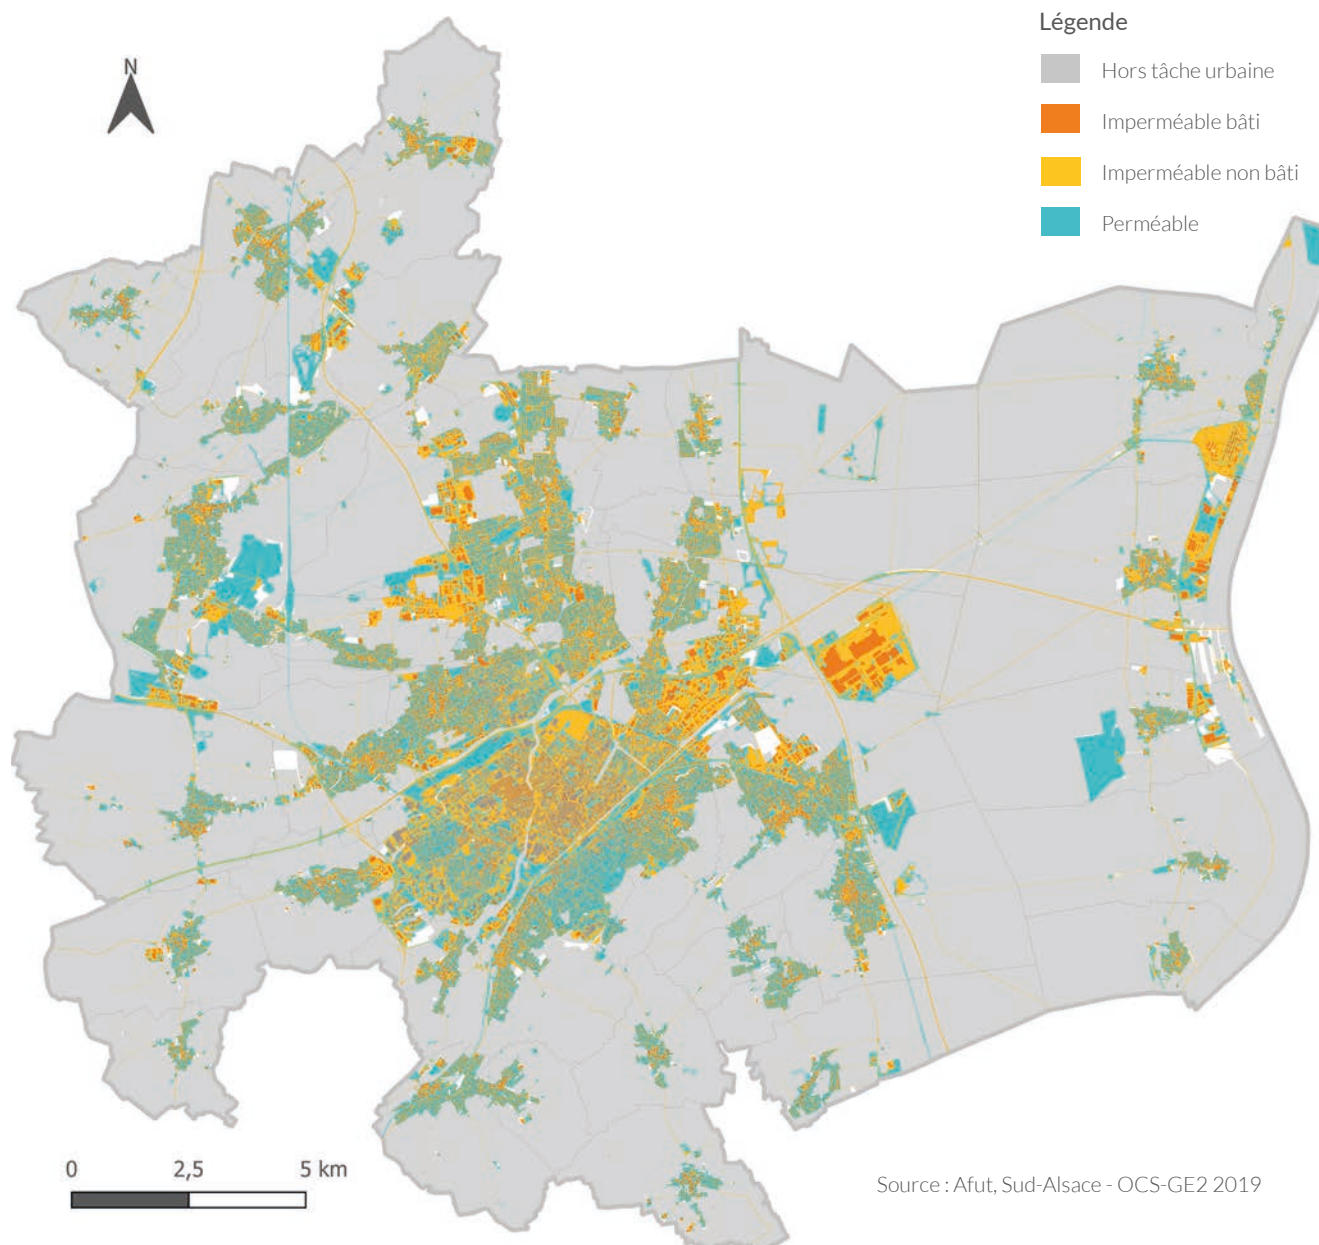 Légende
Hors tâche urbaine
Imperméable bâti
Imperméable non bâti
Perméable
N
0 2,5 5 km
Source : Afut, Sud-Alsace - OCS-GE2 2019